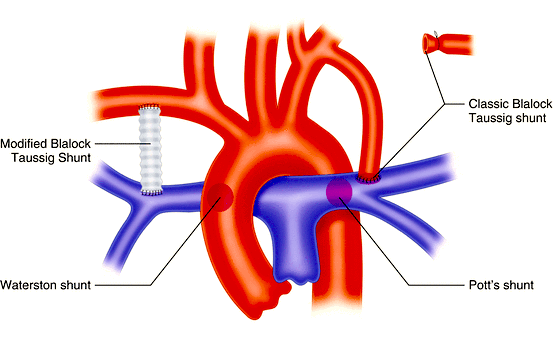 Modified Blalock
Taussig Shunt
Classic Blalock
Taussig shunt
Waterston shunt
Pott's shunt